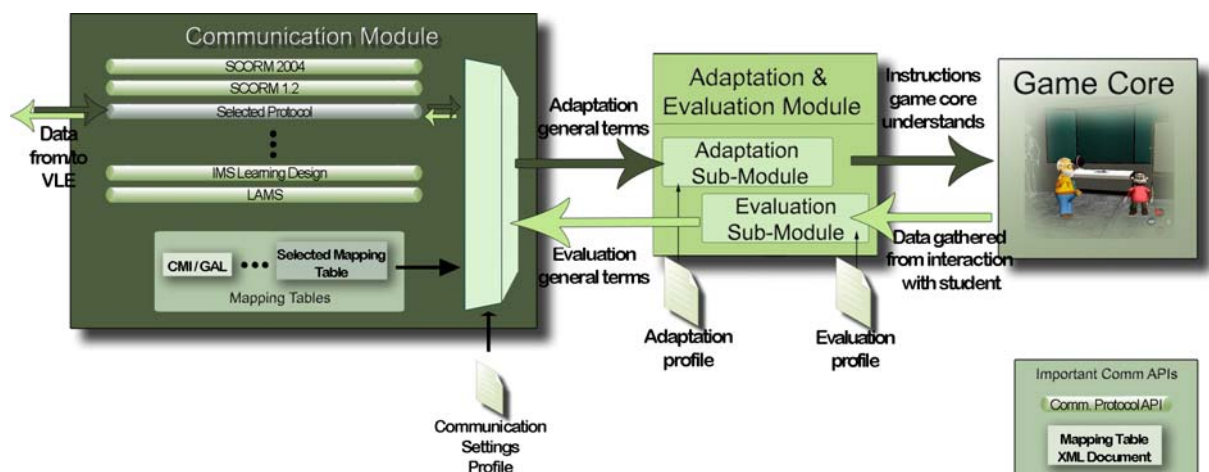 Communication Module
SCORM 2004
SCORM 1.2
Selected Protocol
IMS Learning Design
LAMS
Data
from/to
VLE
CMI / GAL
Selected Mapping
Table
Mapping Tables
Communication
Settings
Profile
Adaptation
general terms
Evaluation
general terms
Adaptation &
Evaluation Module
Adaptation
Sub-Module
Evaluation
Sub-Module
Adaptation
profile
Evaluation
profile
Instructions
game core
understands
Data gathered
from interaction
with student
Game Core
Important Comm APIs
Comm. Protocol API
Mapping Table
XML Document